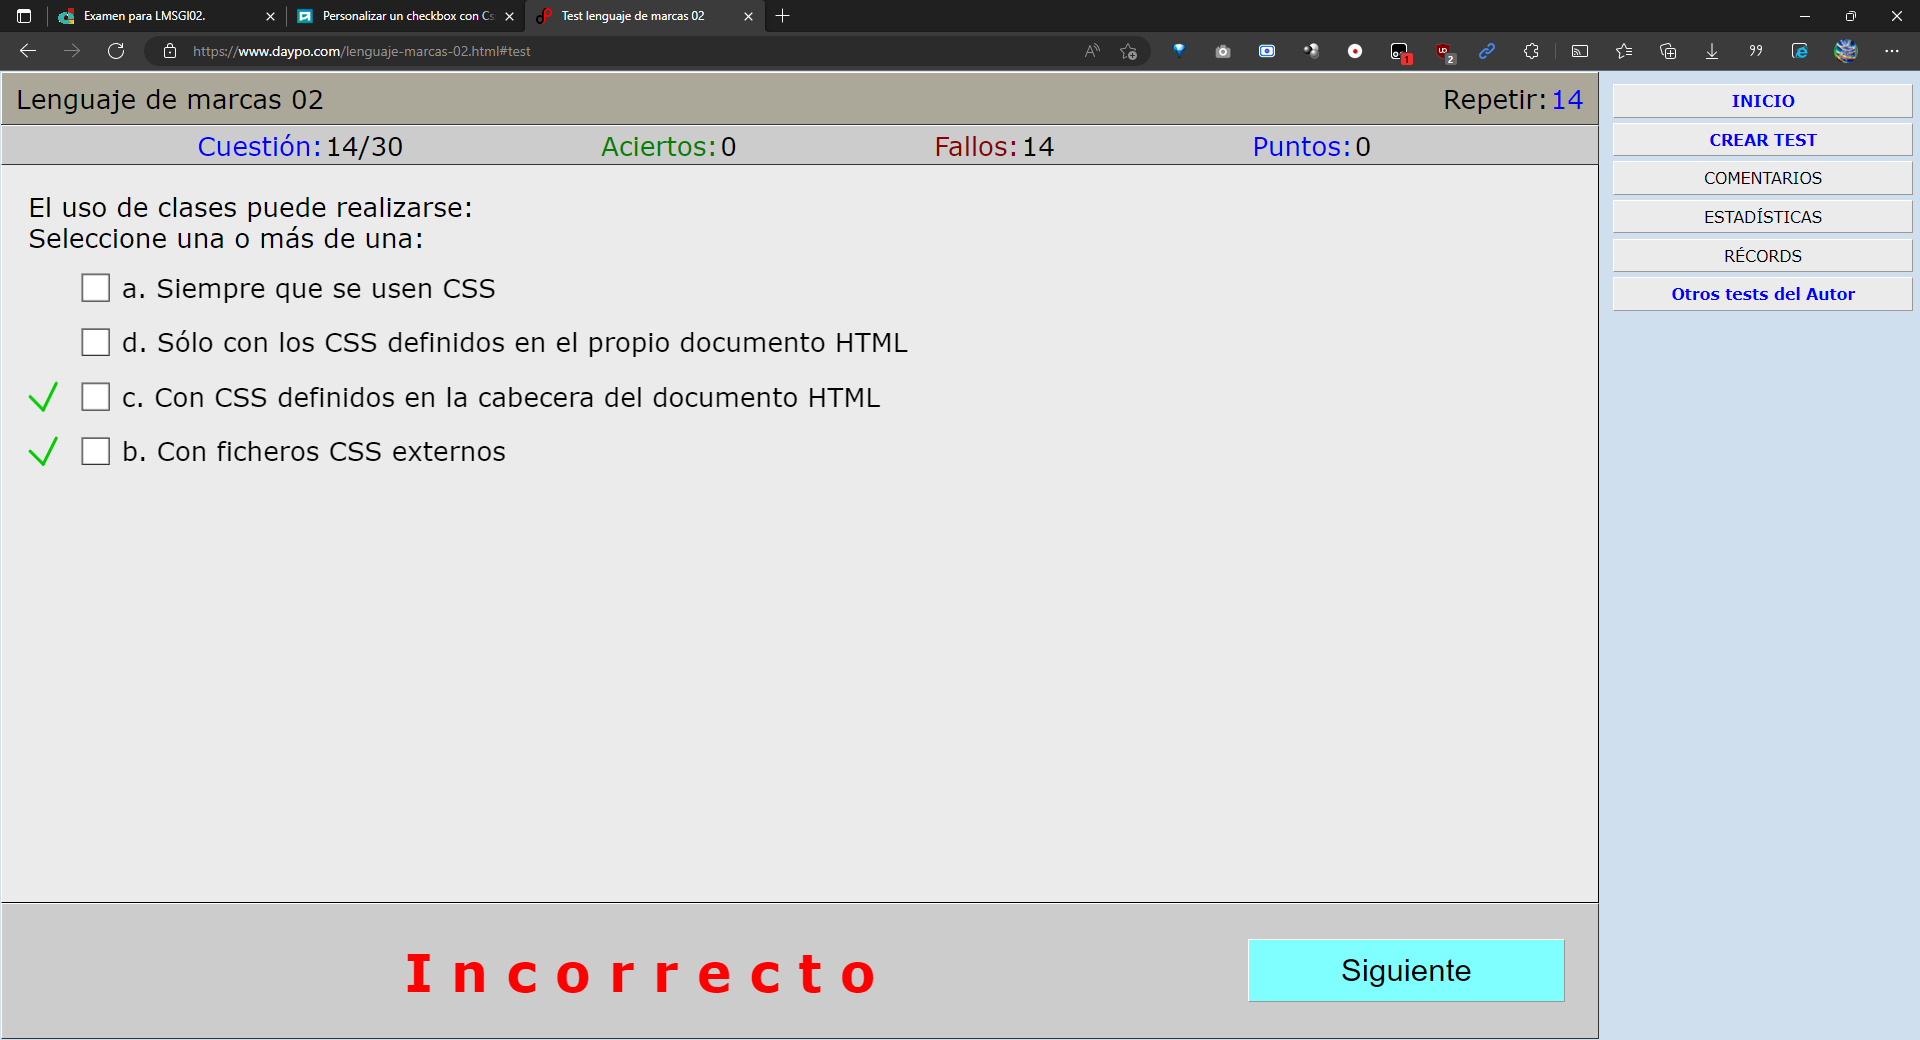 Examen para LMSGI02.
Personalizar un checkbox con Cs
Test lenguaje de marcas 02
https://www.daypo.com/lenguaje-marcas-02.html#test
Lenguaje de marcas 02
Repetir: 14
Cuestión: 14/30
Aciertos: 0
Fallos: 14
Puntos: 0
El uso de clases puede realizarse:
Seleccione una o más de una:
a. Siempre que se usen CSS
d. Sólo con los CSS definidos en el propio documento HTML
c. Con CSS definidos en la cabecera del documento HTML
b. Con ficheros CSS externos
Incorrecto
Siguiente
INICIO
CREAR TEST
COMENTARIOS
ESTADÍSTICAS
RÉCORDS
Otros tests del Autor